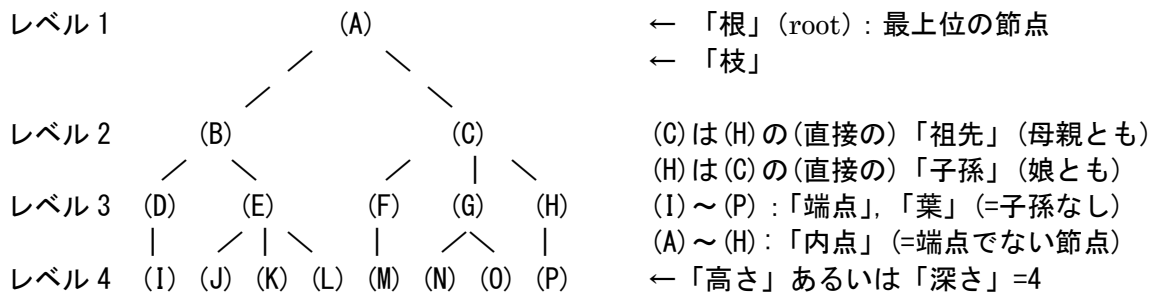 レベル 1 (A) ← 「根」(root) : 最上位の節点
← 「枝」
レベル 2 (B) (C) (C)は(H)の(直接の)「祖先」(母親とも)
(H)は(C)の(直接の)「子孫」(娘とも)
レベル 3 (D) (E) (F) (G) (H) (I)～(P) :「端点」,「葉」(=子孫なし)
(A)～(H) :「内点」(=端点でない節点)
レベル 4 (I) (J) (K) (L) (M) (N) (O) (P) ←「高さ」あるいは「深さ」=4